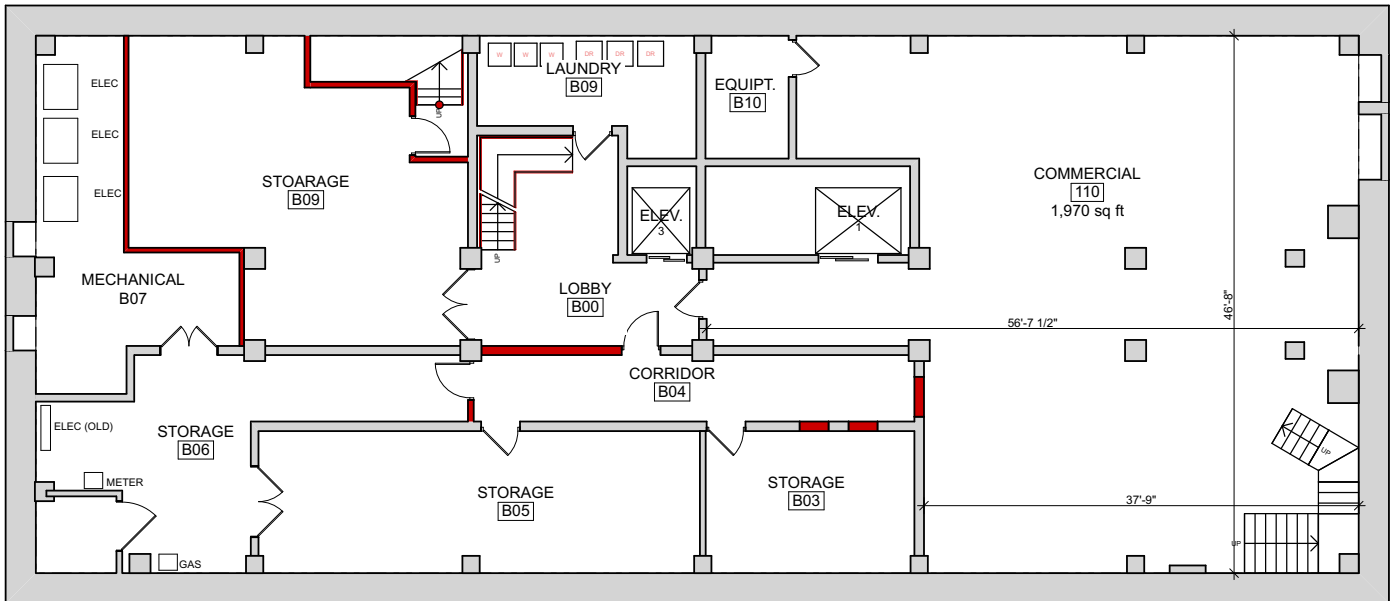 W
W
W
DR
DR
DR
LAUNDRY
B09
EQUIPT.
B10
ELEC
ELEC
ELEC
UP
STOARAGE
B09
COMMERCIAL
110
1,970 sq ft
ELEV.
3
ELEV.
1
UP
MECHANICAL
B07
LOBBY
B00
56'-7 1/2"
46'-8"
CORRIDOR
B04
ELEC (OLD)
STORAGE
B06
METER
STORAGE
B05
STORAGE
B03
37'-9"
UP
UP
GAS